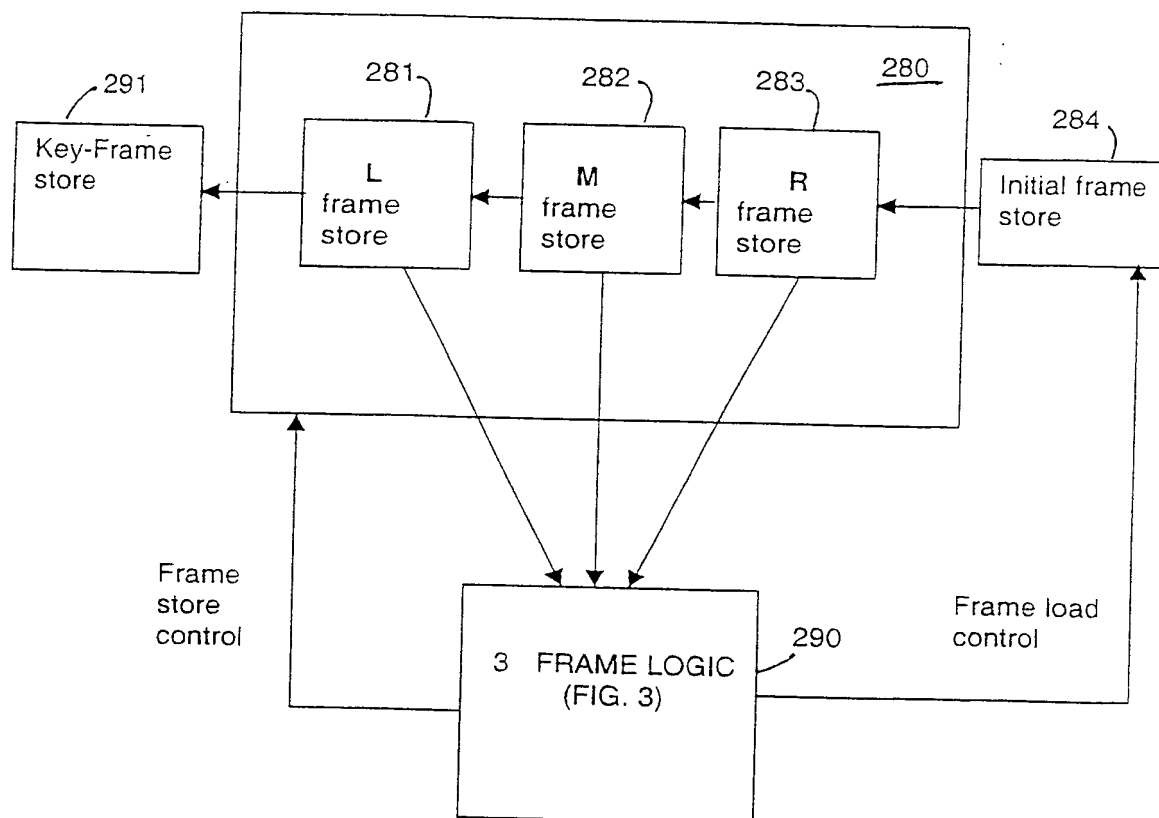 291
281
282
283
280
284
Key-Frame
store
L
frame
store
M
frame
store
R
frame
store
Initial frame
store
Frame
store
control
Frame load
control
3 FRAME LOGIC
(FIG. 3)
290